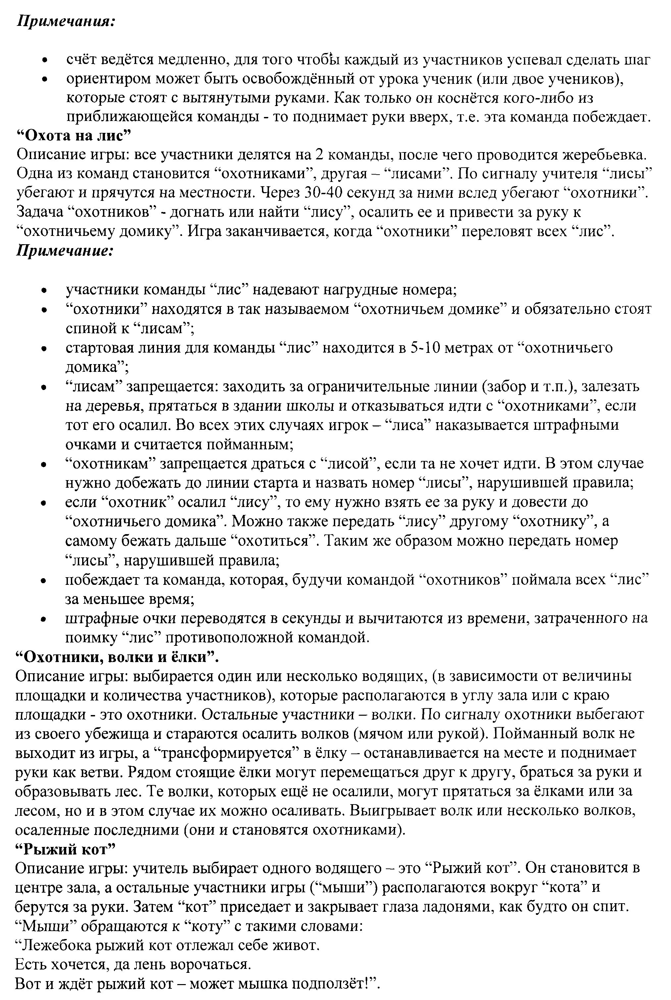 Примечания:
• счёт ведётся медленно, для того чтобы каждый из участников успевал сделать шаг
• ориентиром может быть освобождённый от урока ученик (или двое учеников),
которые стоят с вытянутыми руками. Как только он коснётся кого-либо из
приближающейся команды - то поднимает руки вверх, т.е. эта команда побеждает.
“Охота на лис”
Описание игры: все участники делятся на 2 команды, после чего проводится жеребьевка.
Одна из команд становится “охотниками”, другая – “лисами”. По сигналу учителя “лисы”
убегают и прячутся на местности. Через 30-40 секунд за ними вслед убегают “охотники”.
Задача “охотников” - догнать или найти “лису”, осалить ее и привести за руку к
“охотничьему домику”. Игра заканчивается, когда “охотники” переловят всех “лис”.
Примечание:
• участники команды “лис” надевают нагрудные номера;
• “охотники” находятся в так называемом “охотничьем домике” и обязательно стоят
спиной к “лисам”;
• стартовая линия для команды “лис” находится в 5-10 метрах от “охотничьего
домика”;
• “лисам” запрещается: заходить за ограничительные линии (забор и т.п.), залезать
на деревья, прятаться в здании школы и отказываться идти с “охотниками”, если
тот его осалил. Во всех этих случаях игрок – “лиса” наказывается штрафными
очками и считается пойманным;
• “охотникам” запрещается драться с “лисой”, если та не хочет идти. В этом случае
нужно добежать до линии старта и назвать номер “лисы”, нарушившей правила;
• если “охотник” осалил “лису”, то ему нужно взять ее за руку и довести до
“охотничьего домика”. Можно также передать “лису” другому “охотнику”, а
самому бежать дальше “охотиться”. Таким же образом можно передать номер
“лисы”, нарушившей правила;
• побеждает та команда, которая, будучи командой “охотников” поймала всех “лис”
за меньшее время;
• штрафные очки переводятся в секунды и вычитаются из времени, затраченного на
поимку “лис” противоположной командой.
“Охотники, волки и ёлки”.
Описание игры: выбирается один или несколько водящих, (в зависимости от величины
площадки и количества участников), которые располагаются в углу зала или с краю
площадки - это охотники. Остальные участники – волки. По сигналу охотники выбегают
из своего убежища и стараются осалить волков (мячом или рукой). Пойманный волк не
выходит из игры, а “трансформируется” в ёлку – останавливается на месте и поднимает
руки как ветви. Рядом стоящие ёлки могут перемещаться друг к другу, браться за руки и
образовывать лес. Те волки, которых ещё не осалили, могут прятаться за ёлками или за
лесом, но и в этом случае их можно осаливать. Выигрывает волк или несколько волков,
осаленные последними (они и становятся охотниками).
“Рыжий кот”
Описание игры: учитель выбирает одного водящего – это “Рыжий кот”. Он становится в
центре зала, а остальные участники игры (“мыши”) располагаются вокруг “кота” и
берутся за руки. Затем “кот” приседает и закрывает глаза ладонями, как будто он спит.
“Мыши” обращаются к “коту” с такими словами:
“Лежебока рыжий кот отлежал себе живот.
Есть хочется, да лень ворочаться.
Вот и ждёт рыжий кот – может мышка подползёт!”.